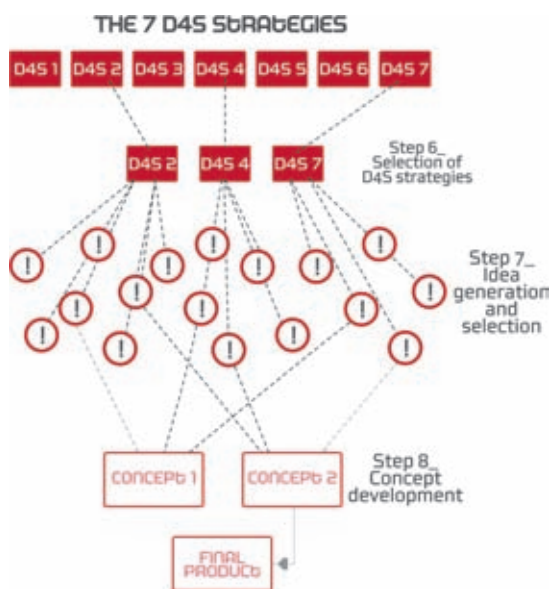 THE 7 D4S STRATEGIES
D4S 1 D4S 2 D4S 3 D4S 4 D4S 5 D4S 6 D4S 7
Step 6_
Selection of
D4S strategies
D4S 2 D4S 4 D4S 7
! ! ! ! ! ! ! ! ! ! ! ! ! ! ! !
Step 7_
Idea
generation
and
selection
CONCEPT 1 CONCEPT 2
Step 8_
Concept
development
FINAL
PRODUCT